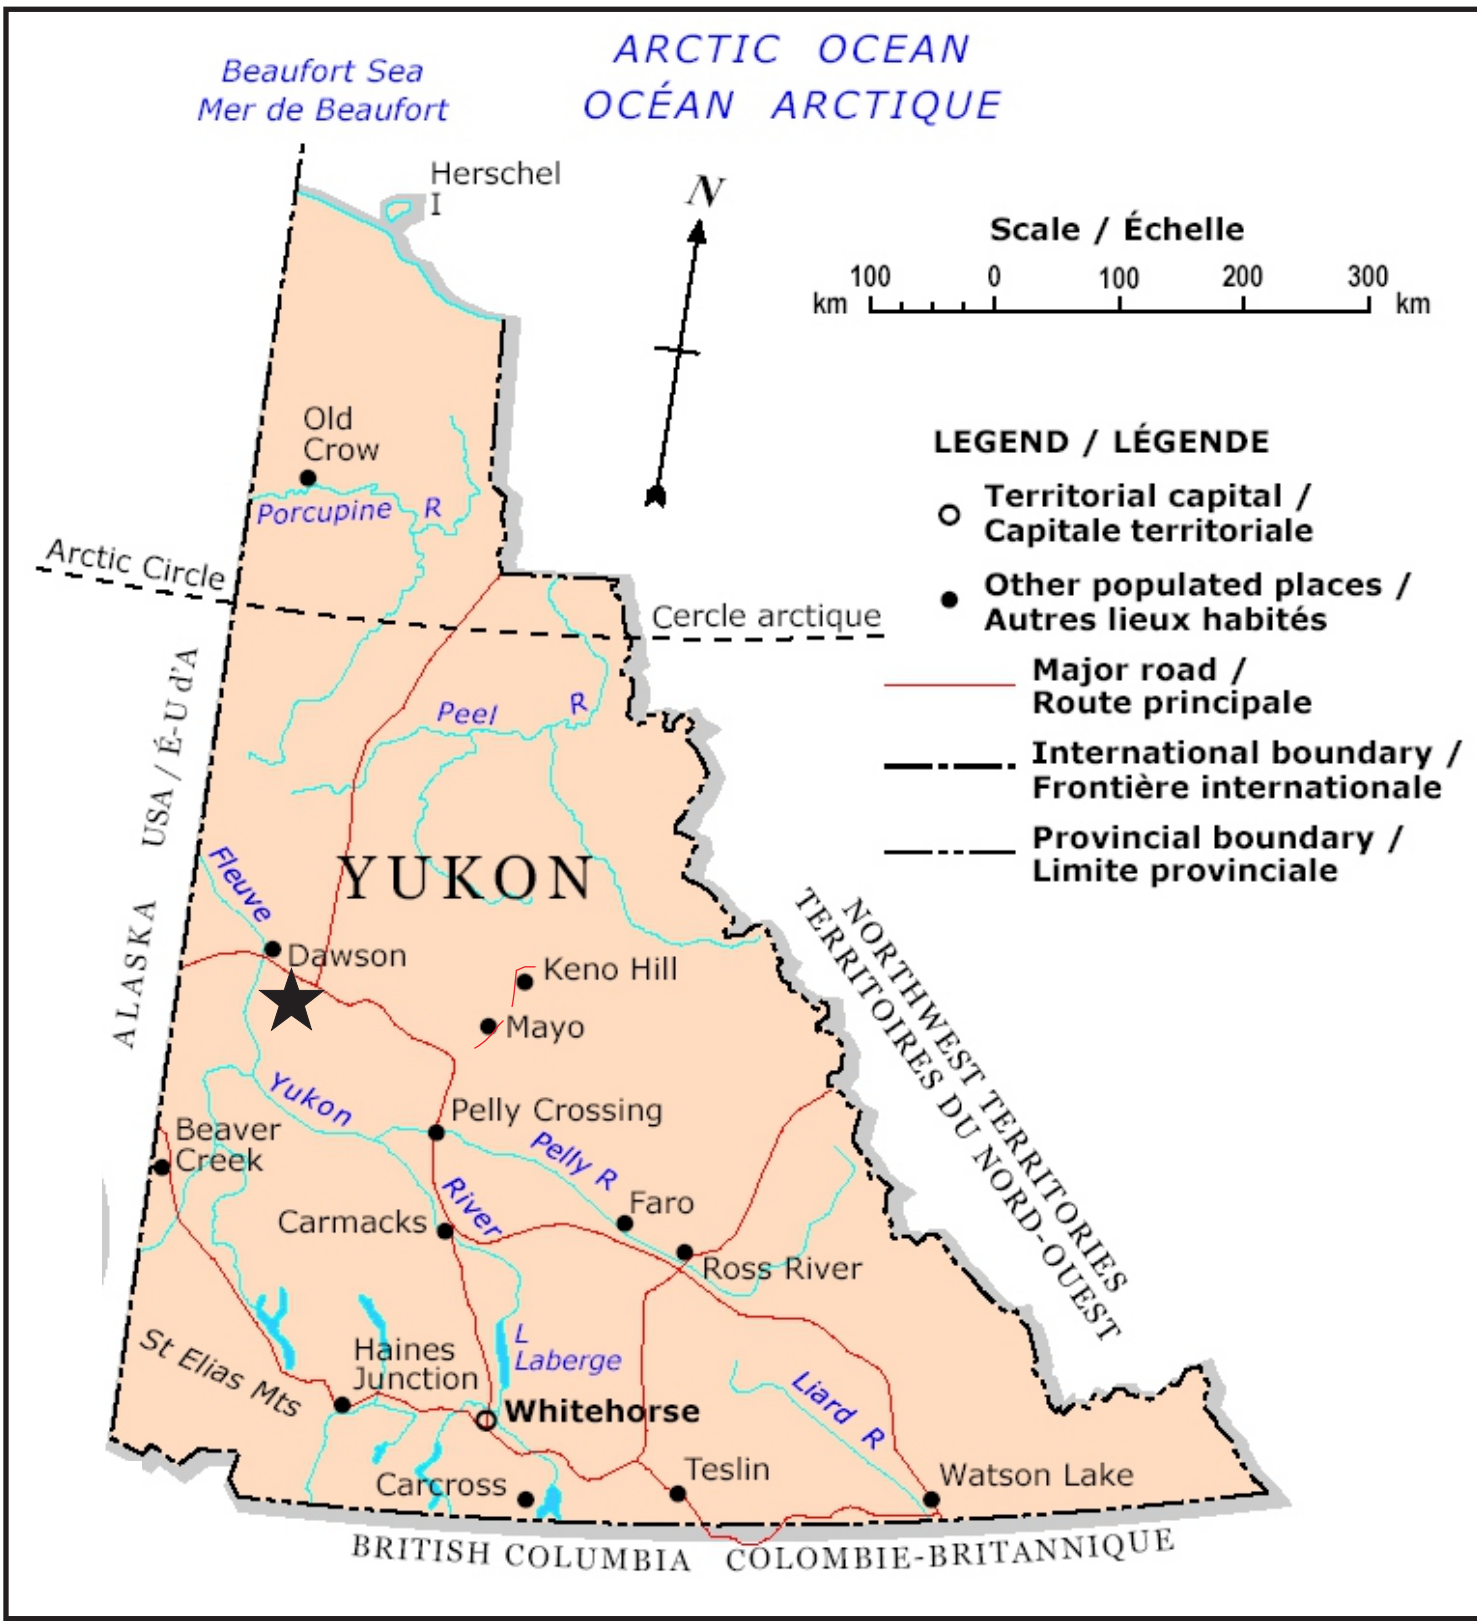 ARCTIC OCEAN
OCÉAN ARCTIQUE
Beaufort Sea
Mer de Beaufort
Herschel
I
N
Scale / Échelle
100 0 100 200 300
km km
Old
Crow
Porcupine R
Arctic Circle
Cercle arctique
LEGEND / LÉGENDE
Territorial capital /
Capitale territoriale
Other populated places /
Autres lieux habités
Major road /
Route principale
International boundary /
Frontière internationale
Provincial boundary /
Limite provinciale
ALASKA USA / É-U d'A
Peel R
YUKON
Fleuve
Dawson
Keno Hill
Mayo
NORTHWEST TERRITORIES
TERRITOIRES DU NORD-OUEST
Yukon
River
Pelly Crossing
Pelly R
Beaver
Creek
Carmacks
Faro
Ross River
St Elias Mts
Haines
Junction
L
Laberge
Whitehorse
Liard R
Carcross
Teslin
Watson Lake
BRITISH COLUMBIA COLOMBIE-BRITANNIQUE